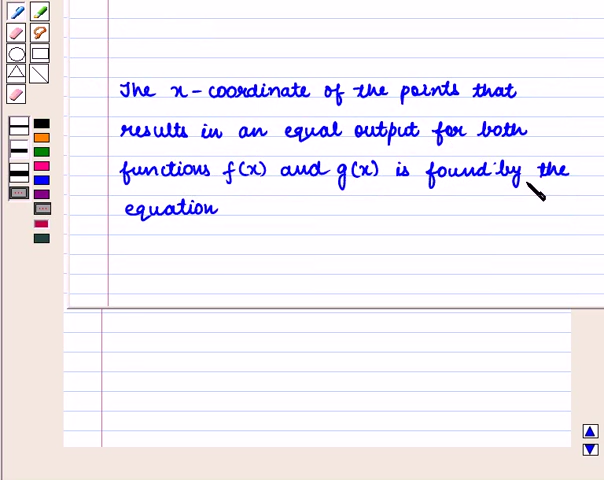 The x-coordinate of the points that
results in an equal output for both
functions f(x) and g(x) is found by the
equation